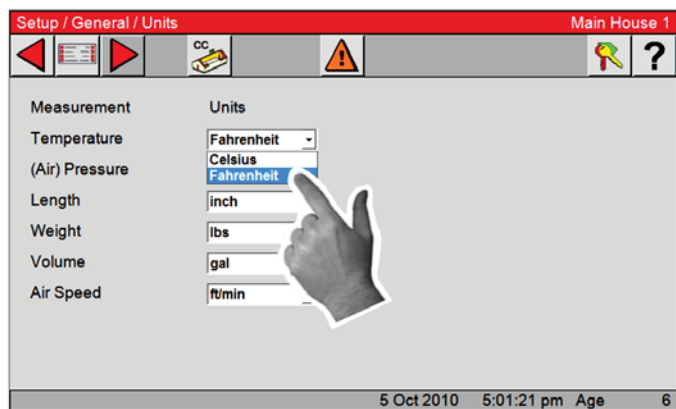 Setup / General / Units Main House 1
CC
?
Measurement Units
Temperature Fahrenheit
Celsius
(Air) Pressure Fahrenheit
Length inch
Weight lbs
Volume gal
Air Speed ft/min
5 Oct 2010 5:01:21 pm Age 6